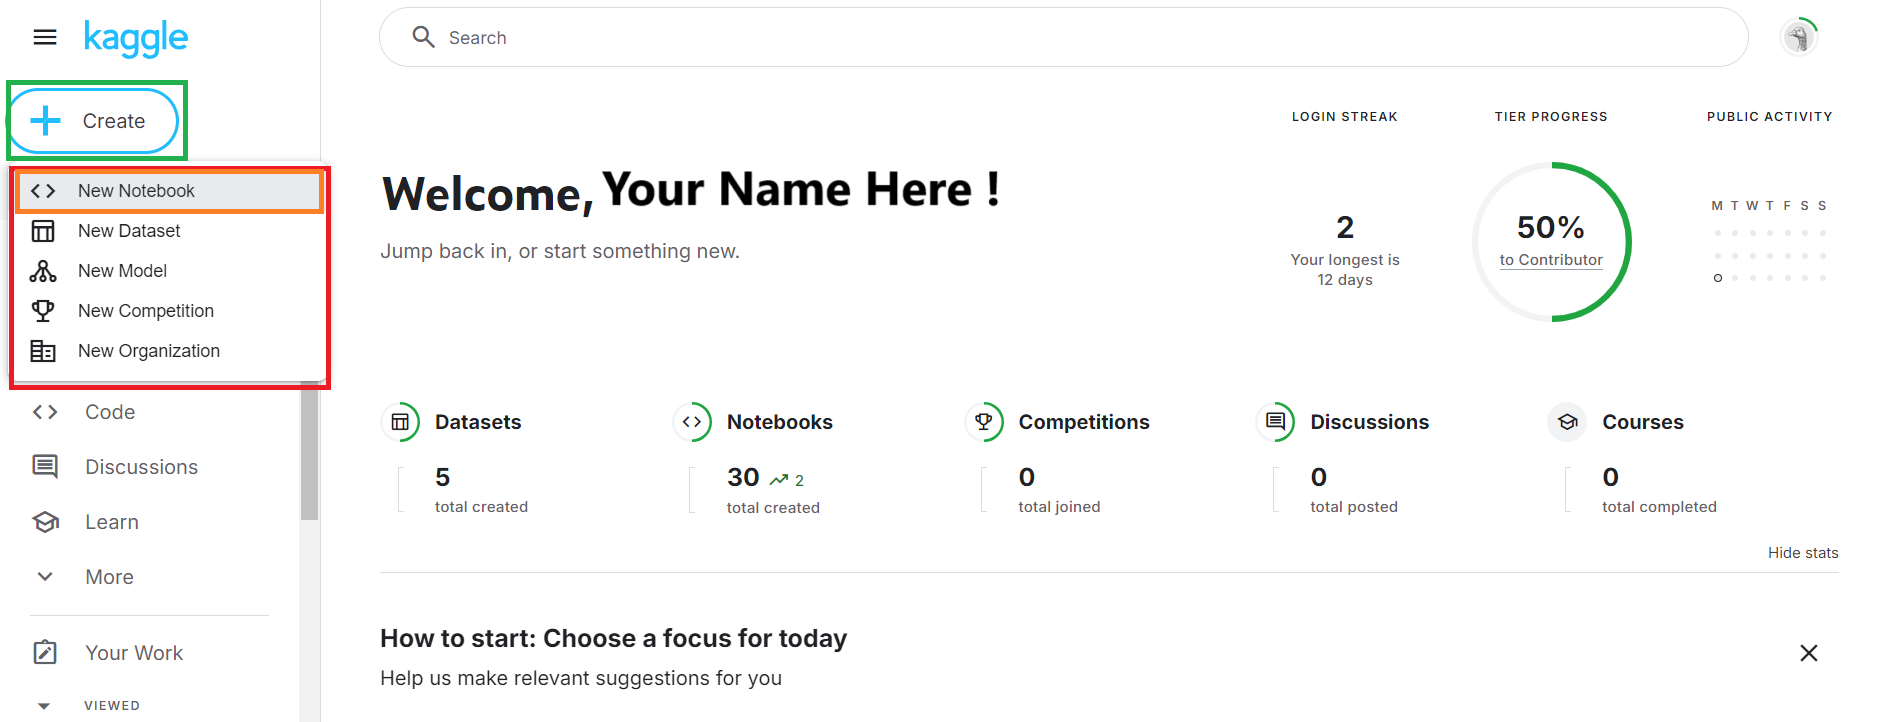 kaggle
Search
Create
New Notebook
New Dataset
New Model
New Competition
New Organization
Code
Discussions
Learn
More
Your Work
VIEWED
Welcome, Your Name Here !
Jump back in, or start something new.
LOGIN STREAK
2
Your longest is
12 days
TIER PROGRESS
50%
to Contributor
PUBLIC ACTIVITY
M T W T F S S
Datasets
5
total created
Notebooks
30 2
total created
Competitions
0
total joined
Discussions
0
total posted
Courses
0
total completed
Hide stats
How to start: Choose a focus for today
Help us make relevant suggestions for you